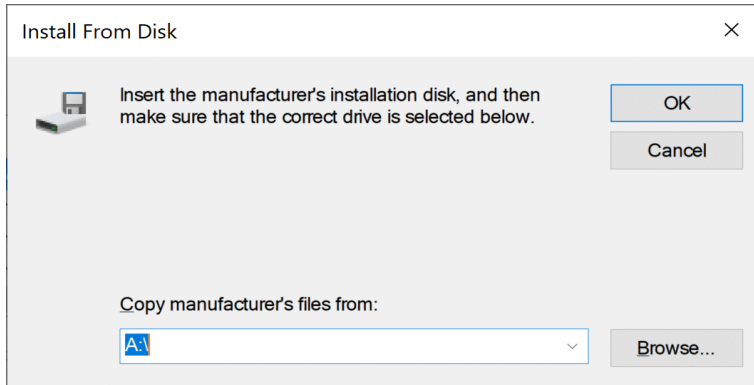 Install From Disk
Insert the manufacturer's installation disk, and then
make sure that the correct drive is selected below.
OK
Cancel
Copy manufacturer's files from:
A:\
Browse...